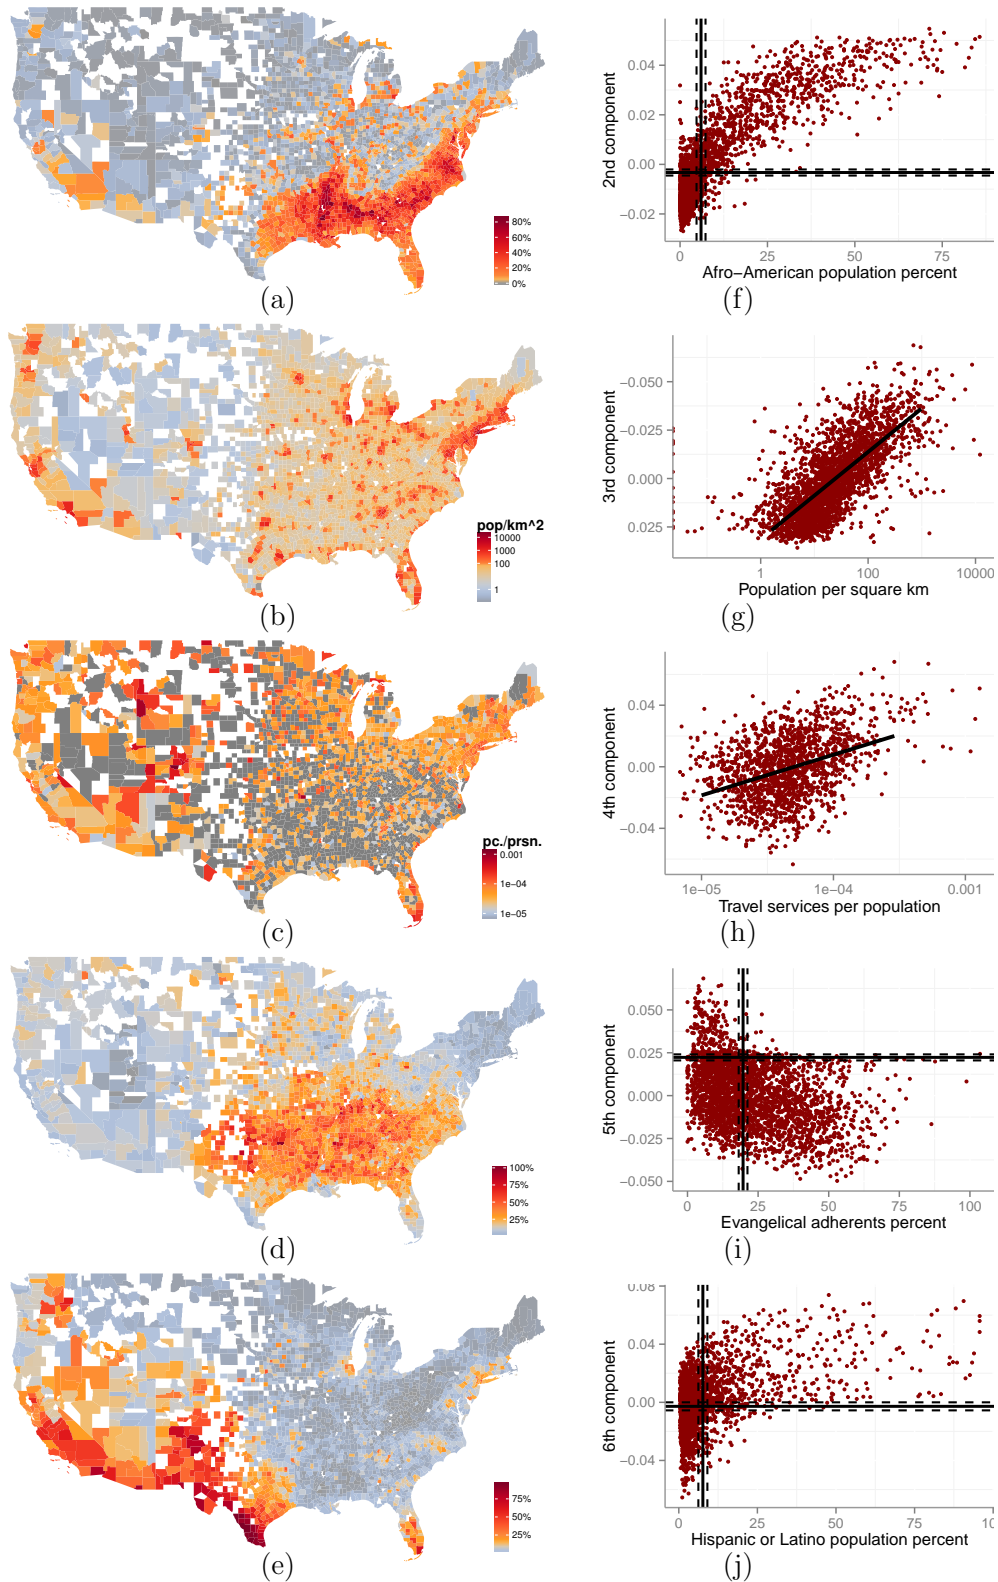 80%
60%
40%
20%
0%
(a)
2nd component
0.04
0.02
0.00
−0.02
0
25
50
75
Afro−American population percent
(f)
pop/km^2
10000
1000
100
1
(b)
3rd component
−0.050
−0.025
0.000
0.025
1
100
10000
Population per square km
(g)
pc./prsn.
0.001
1e−04
1e−05
(c)
4th component
0.04
0.00
−0.04
1e−05
1e−04
0.001
Travel services per population
(h)
100%
75%
50%
25%
(d)
5th component
0.050
0.025
0.000
−0.025
−0.050
0
25
50
75
100
Evangelical adherents percent
(i)
75%
50%
25%
(e)
6th component
0.08
0.04
0.00
−0.04
0
25
50
75
100
Hispanic or Latino population percent
(j)